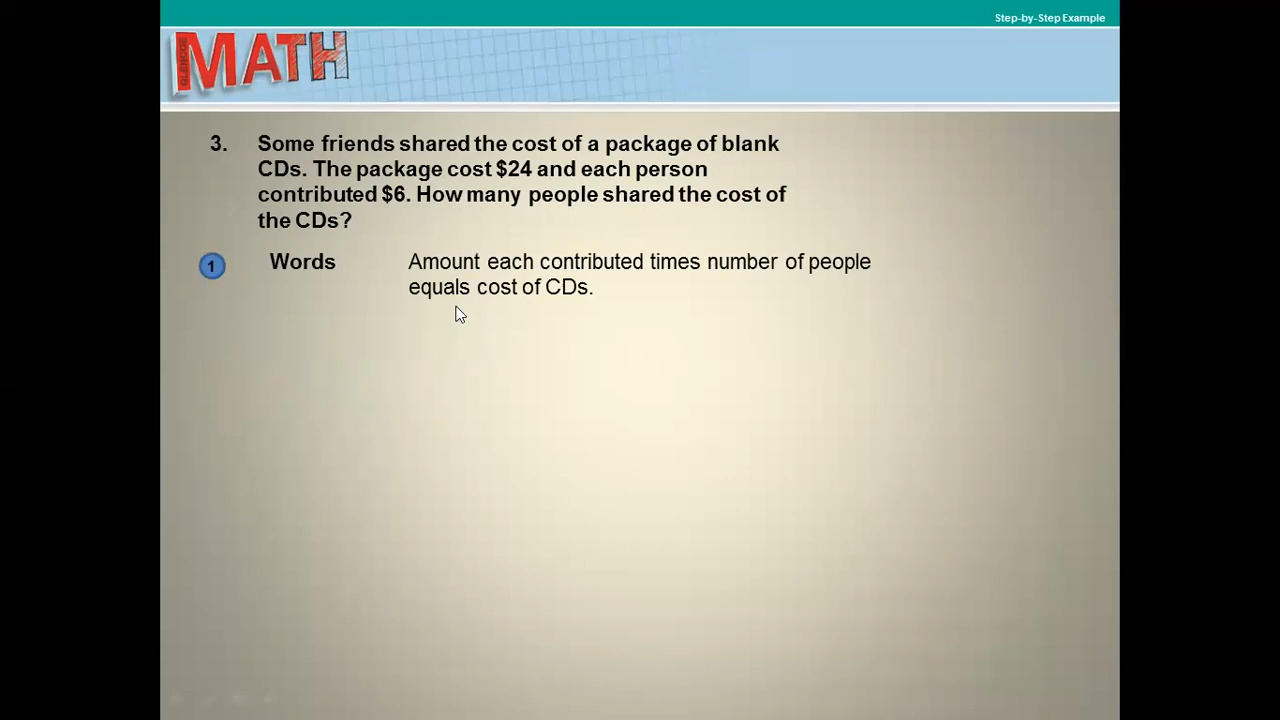 Step-by-Step Example
GLENCOE
MATH
3. Some friends shared the cost of a package of blank
CDs. The package cost $24 and each person
contributed $6. How many people shared the cost of
the CDs?
1 Words Amount each contributed times number of people
equals cost of CDs.